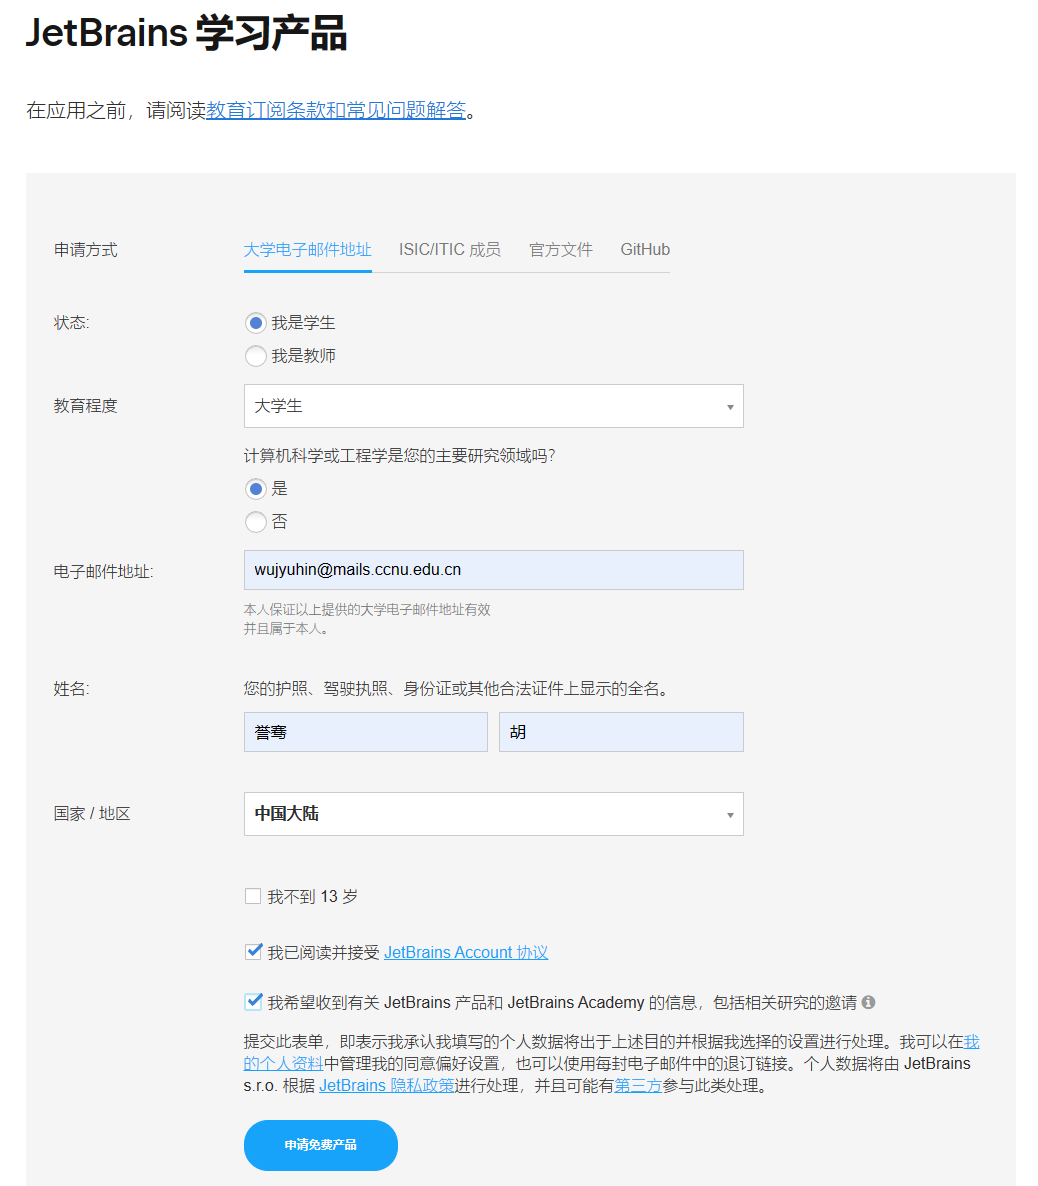 JetBrains 学习产品
在应用之前，请阅读教育订阅条款和常见问题解答。
申请方式
大学电子邮件地址 ISIC/ITIC 成员 官方文件 GitHub
状态:
我是学生
我是教师
教育程度
大学生
计算机科学或工程学是您的主要研究领域吗?
是
否
电子邮件地址:
wujyuhin@mails.ccnu.edu.cn
本人保证以上提供的大学电子邮件地址有效
并且属于本人。
姓名:
您的护照、驾驶执照、身份证或其他合法证件上显示的全名。
誉骞 胡
国家 / 地区
中国大陆
我不到 13 岁
我已阅读并接受 JetBrains Account 协议
我希望收到有关 JetBrains 产品和 JetBrains Academy 的信息，包括相关研究的邀请
提交此表单，即表示我承认我填写的个人数据将出于上述目的并根据我选择的设置进行处理。我可以在我
的个人资料中管理我的同意偏好设置，也可以使用每封电子邮件中的退订链接。个人数据将由 JetBrains
s.r.o. 根据 JetBrains 隐私政策进行处理，并且可能有第三方参与此类处理。
申请免费产品